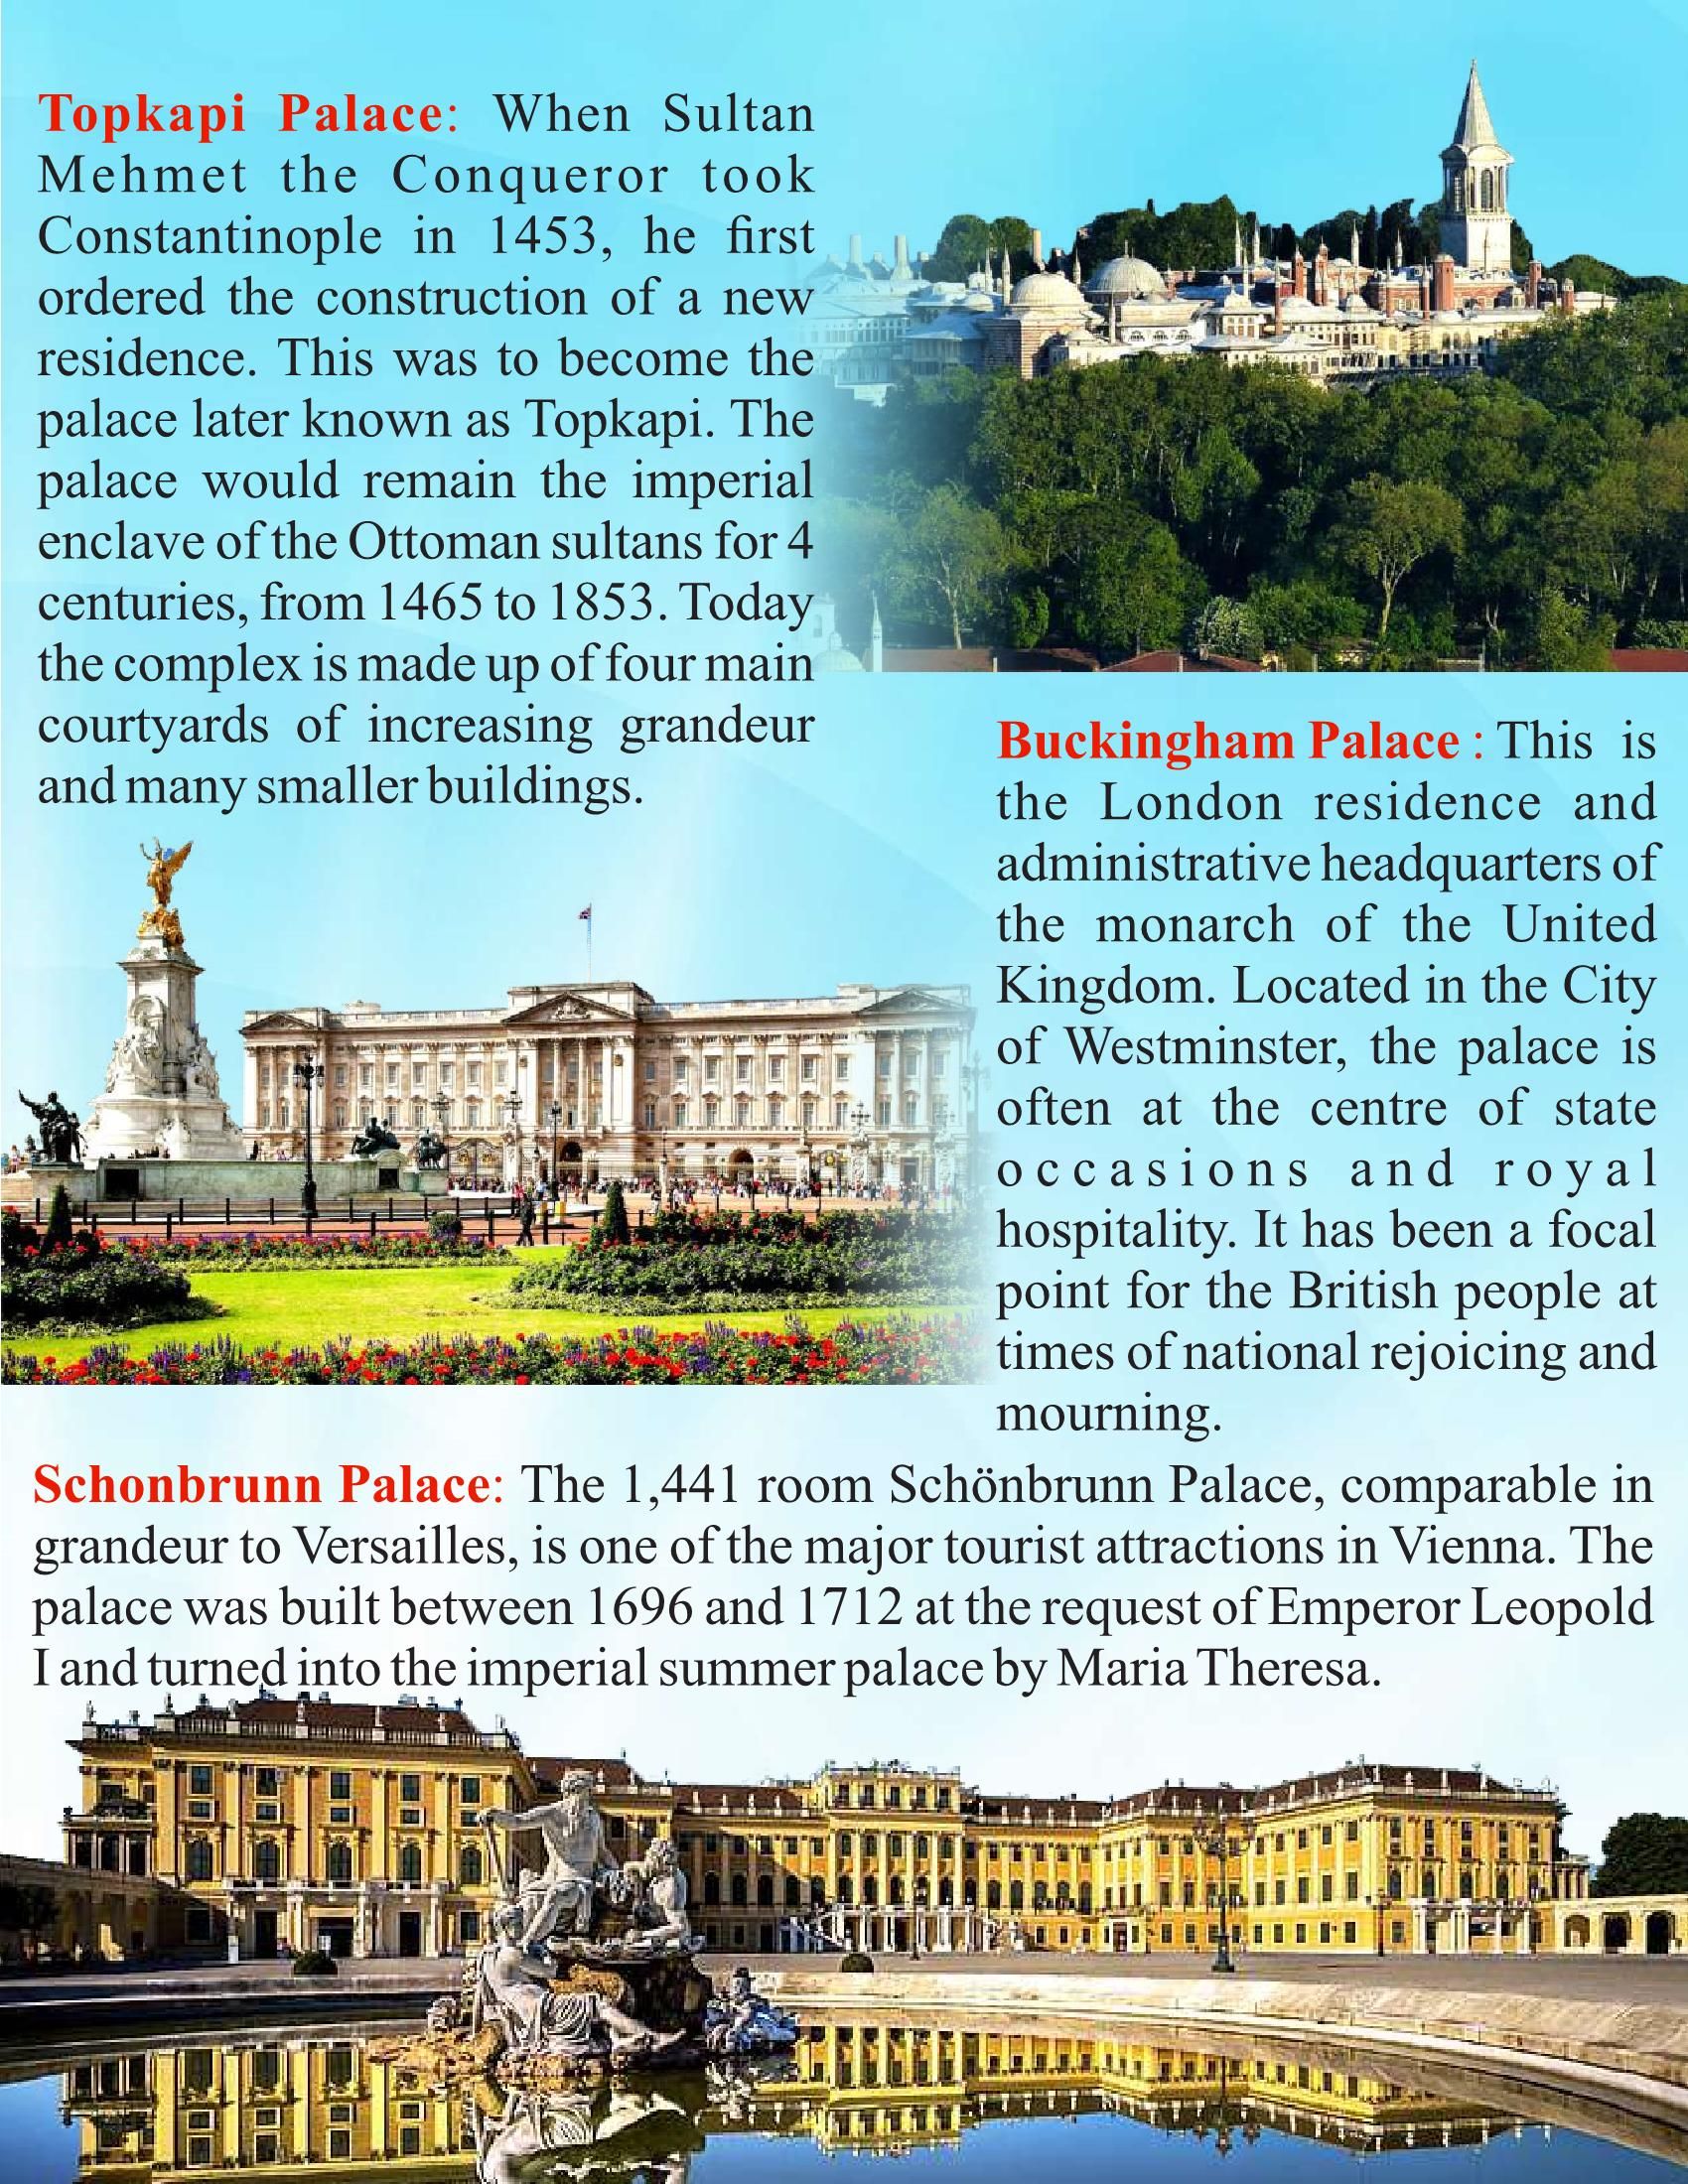 Topkapi Palace: When Sultan
Mehmet the Conqueror took
Constantinople in 1453, he first
ordered the construction of a new
residence. This was to become the
palace later known as Topkapi. The
palace would remain the imperial
enclave of the Ottoman sultans for 4
centuries, from 1465 to 1853. Today
the complex is made up of four main
courtyards of increasing grandeur
and many smaller buildings.
Buckingham Palace : This is
the London residence and
administrative headquarters of
the monarch of the United
Kingdom. Located in the City
of Westminster, the palace is
often at the centre of state
occasions and royal
hospitality. It has been a focal
point for the British people at
times of national rejoicing and
mourning.
Schonbrunn Palace: The 1,441 room Schönbrunn Palace, comparable in
grandeur to Versailles, is one of the major tourist attractions in Vienna. The
palace was built between 1696 and 1712 at the request of Emperor Leopold
I and turned into the imperial summer palace by Maria Theresa.